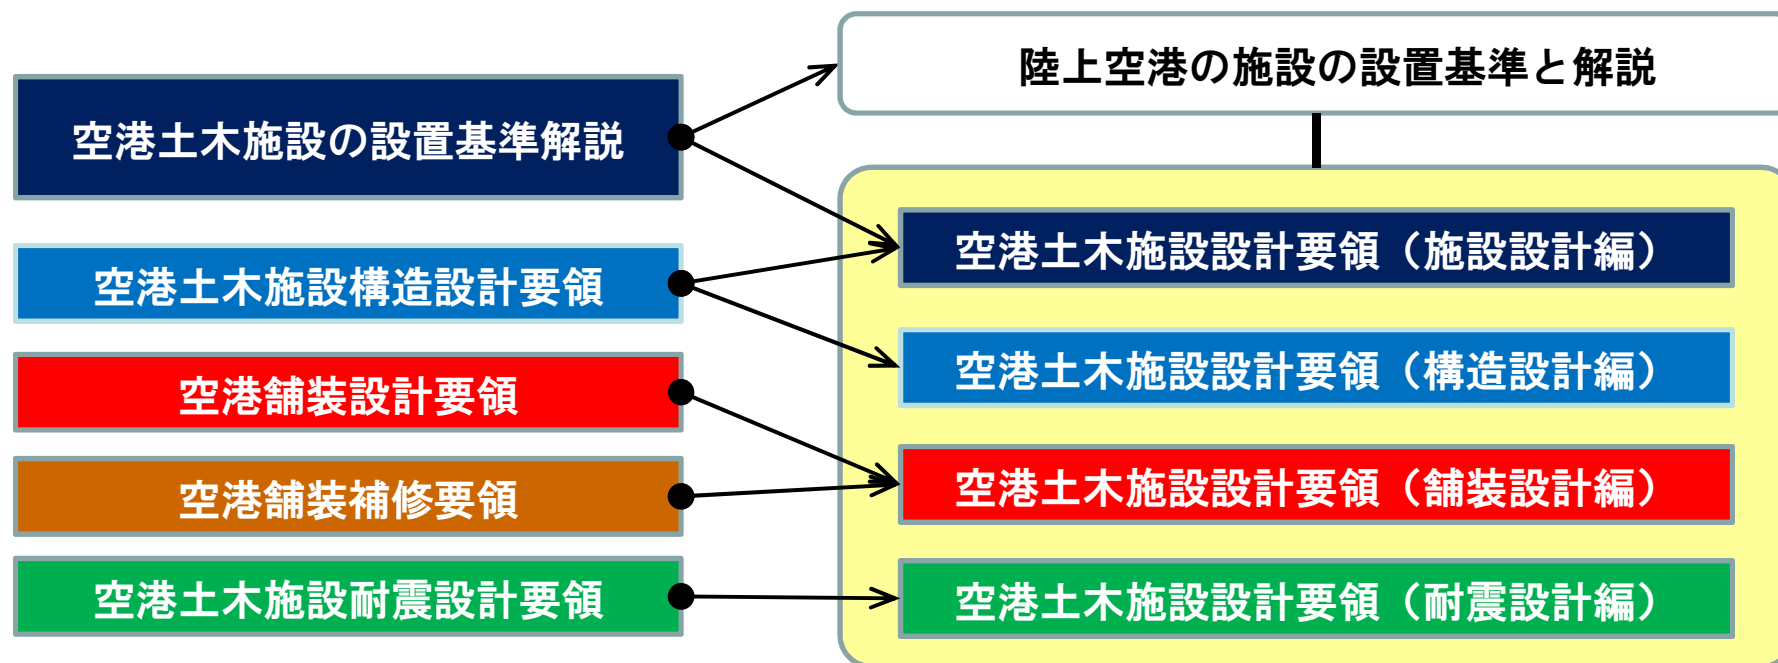 陸上空港の施設の設置基準と解説
空港土木施設の設置基準解説
空港土木施設構造設計要領
空港舗装設計要領
空港舗装補修要領
空港土木施設耐震設計要領
空港土木施設設計要領（施設設計編）
空港土木施設設計要領（構造設計編）
空港土木施設設計要領（舗装設計編）
空港土木施設設計要領（耐震設計編）